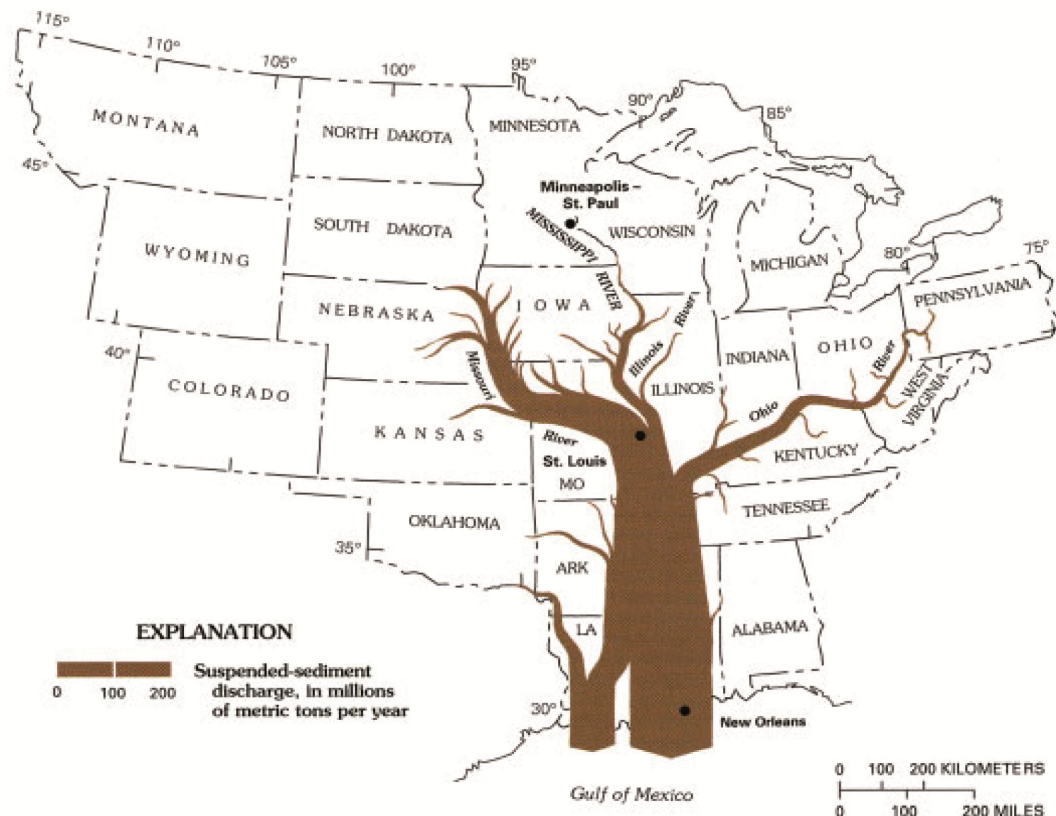 115°
110°
105°
100°
95°
90°
85°
80°
75°
45°
40°
35°
30°
MONTANA
NORTH DAKOTA
MINNESOTA
Minneapolis –
St. Paul
MISSISSIPPI
RIVER
WISCONSIN
SOUTH DAKOTA
WYOMING
MICHIGAN
PENNSYLVANIA
NEBRASKA
IOWA
Illinois River
OHIO
INDIANA
ILLINOIS
Ohio River
WEST
VIRGINIA
Missouri
River
COLORADO
KANSAS
St. Louis
MO
KENTUCKY
TENNESSEE
OKLAHOMA
ARK
LA
ALABAMA
EXPLANATION
0 100 200
Suspended-sediment
discharge, in millions
of metric tons per year
New Orleans
Gulf of Mexico
0 100 200 KILOMETERS
0 100 200 MILES